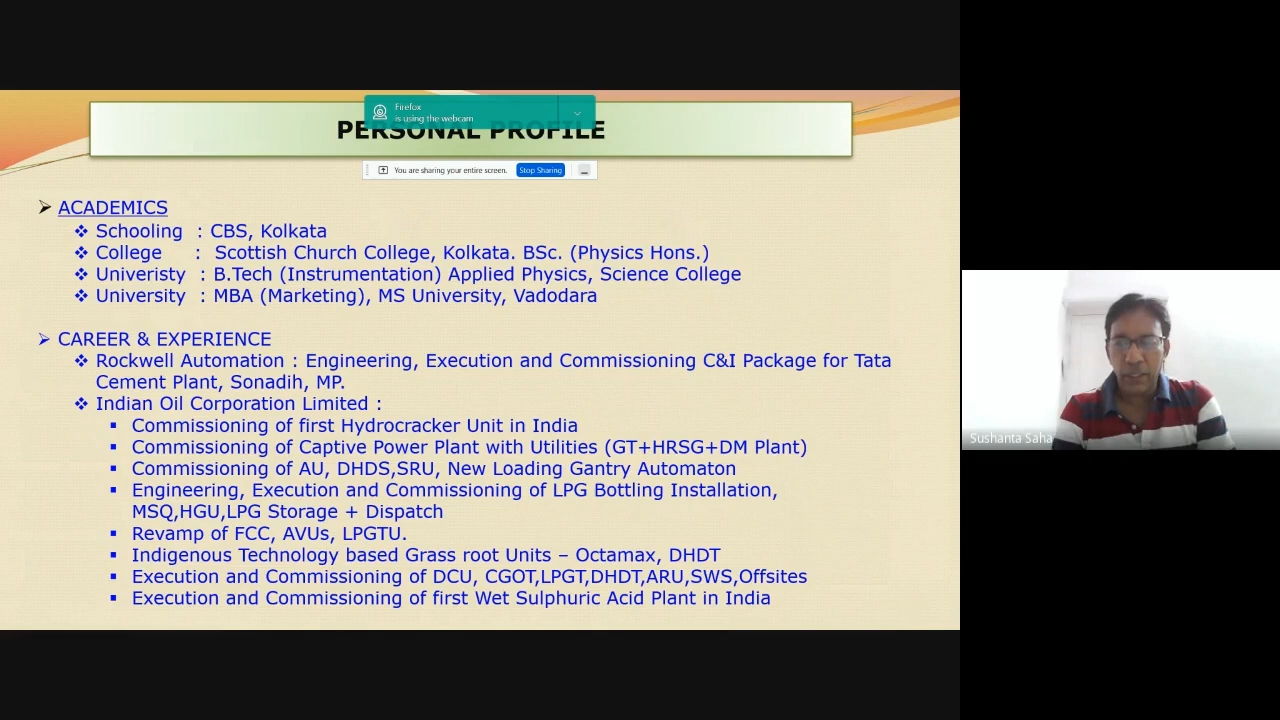 Firefox
is using the webcam
PERSONAL PROFILE
You are sharing your entire screen. Stop Sharing
ACADEMICS
Schooling : CBS, Kolkata
College : Scottish Church College, Kolkata. BSc. (Physics Hons.)
Univeristy : B.Tech (Instrumentation) Applied Physics, Science College
University : MBA (Marketing), MS University, Vadodara
CAREER & EXPERIENCE
Rockwell Automation : Engineering, Execution and Commissioning C&I Package for Tata
Cement Plant, Sonadih, MP.
Indian Oil Corporation Limited :
Commissioning of first Hydrocracker Unit in India
Commissioning of Captive Power Plant with Utilities (GT+HRSG+DM Plant)
Commissioning of AU, DHDS,SRU, New Loading Gantry Automaton
Engineering, Execution and Commissioning of LPG Bottling Installation,
MSQ,HGU,LPG Storage + Dispatch
Revamp of FCC, AVUs, LPGTU.
Indigenous Technology based Grass root Units – Octamax, DHDT
Execution and Commissioning of DCU, CGOT,LPGT,DHDT,ARU,SWS,Offsites
Execution and Commissioning of first Wet Sulphuric Acid Plant in India
Sushanta Saha